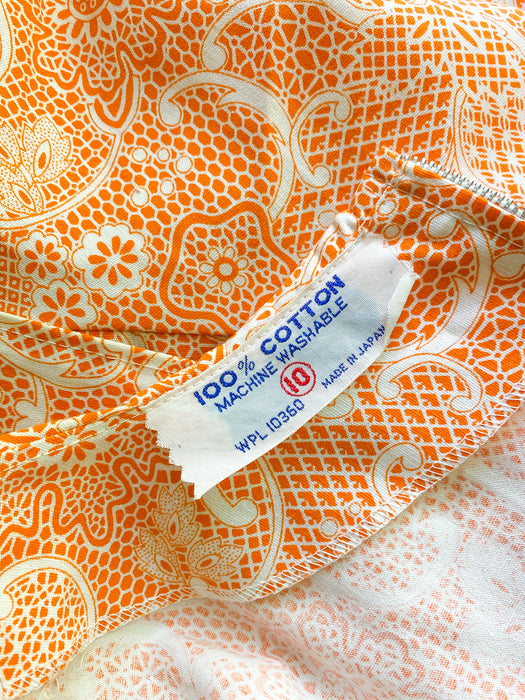 100% COTTON
MACHINE WASHABLE
10
WPL 10360 MADE IN JAPAN